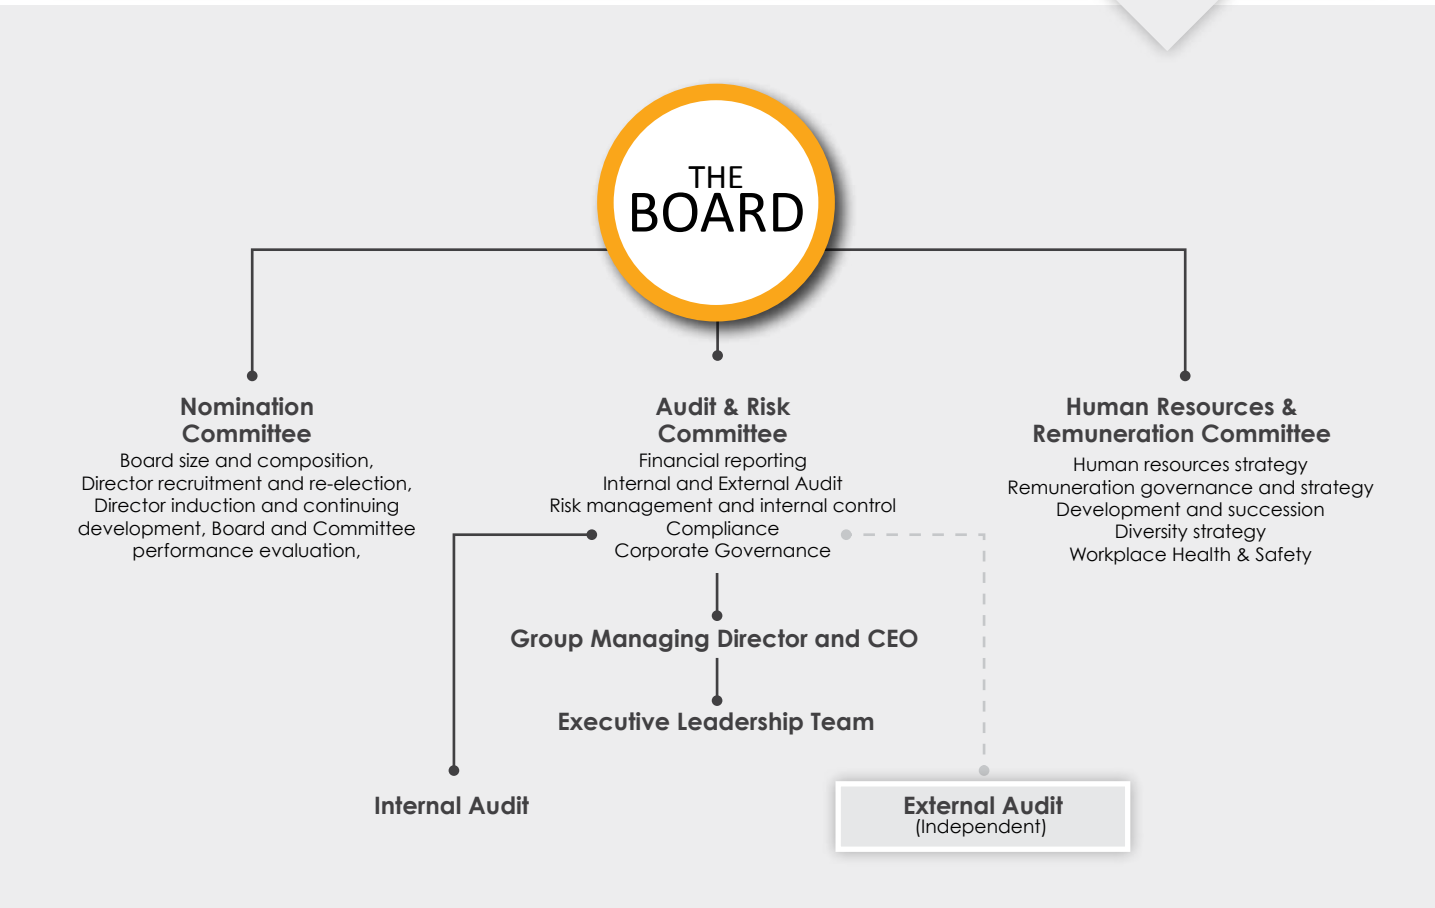 THE
BOARD
Nomination
Committee
Board size and composition,
Director recruitment and re-election,
Director induction and continuing
development, Board and Committee
performance evaluation,
Audit & Risk
Committee
Financial reporting
Internal and External Audit
Risk management and internal control
Compliance
Corporate Governance
Human Resources &
Remuneration Committee
Human resources strategy
Remuneration governance and strategy
Development and succession
Diversity strategy
Workplace Health & Safety
Group Managing Director and CEO
Executive Leadership Team
Internal Audit
External Audit
(Independent)